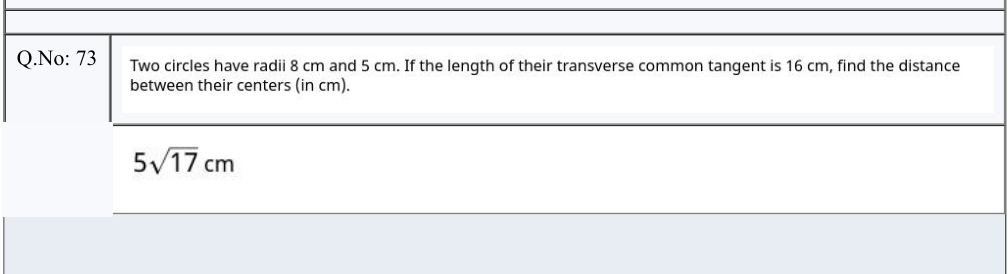 Q.No: 73
Two circles have radii 8 cm and 5 cm. If the length of their transverse common tangent is 16 cm, find the distance
between their centers (in cm).
5√17 cm